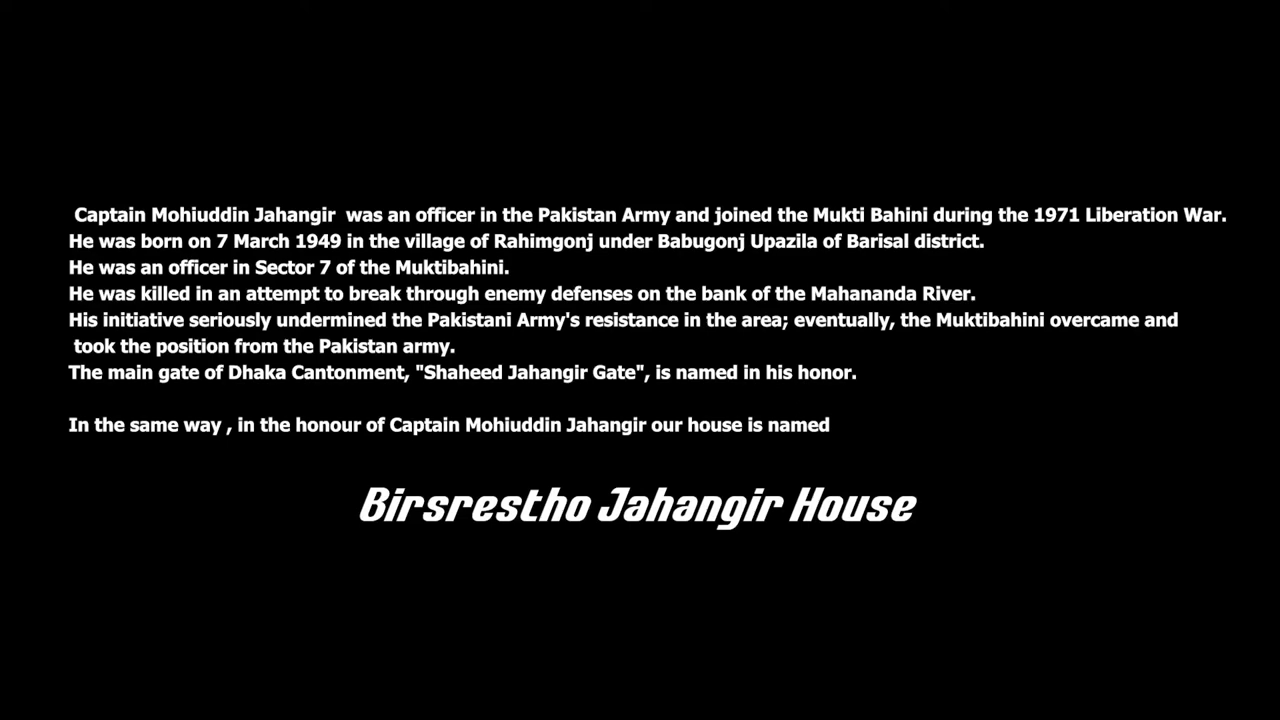 Captain Mohiuddin Jahangir  was an officer in the Pakistan Army and joined the Mukti Bahini during the 1971 Liberation War.
He was born on 7 March 1949 in the village of Rahimgonj under Babugonj Upazila of Barisal district.
He was an officer in Sector 7 of the Muktibahini.
He was killed in an attempt to break through enemy defenses on the bank of the Mahananda River.
His initiative seriously undermined the Pakistani Army's resistance in the area; eventually, the Muktibahini overcame and
took the position from the Pakistan army.
The main gate of Dhaka Cantonment, "Shaheed Jahangir Gate", is named in his honor.
In the same way , in the honour of Captain Mohiuddin Jahangir our house is named
Birsrestho Jahangir House